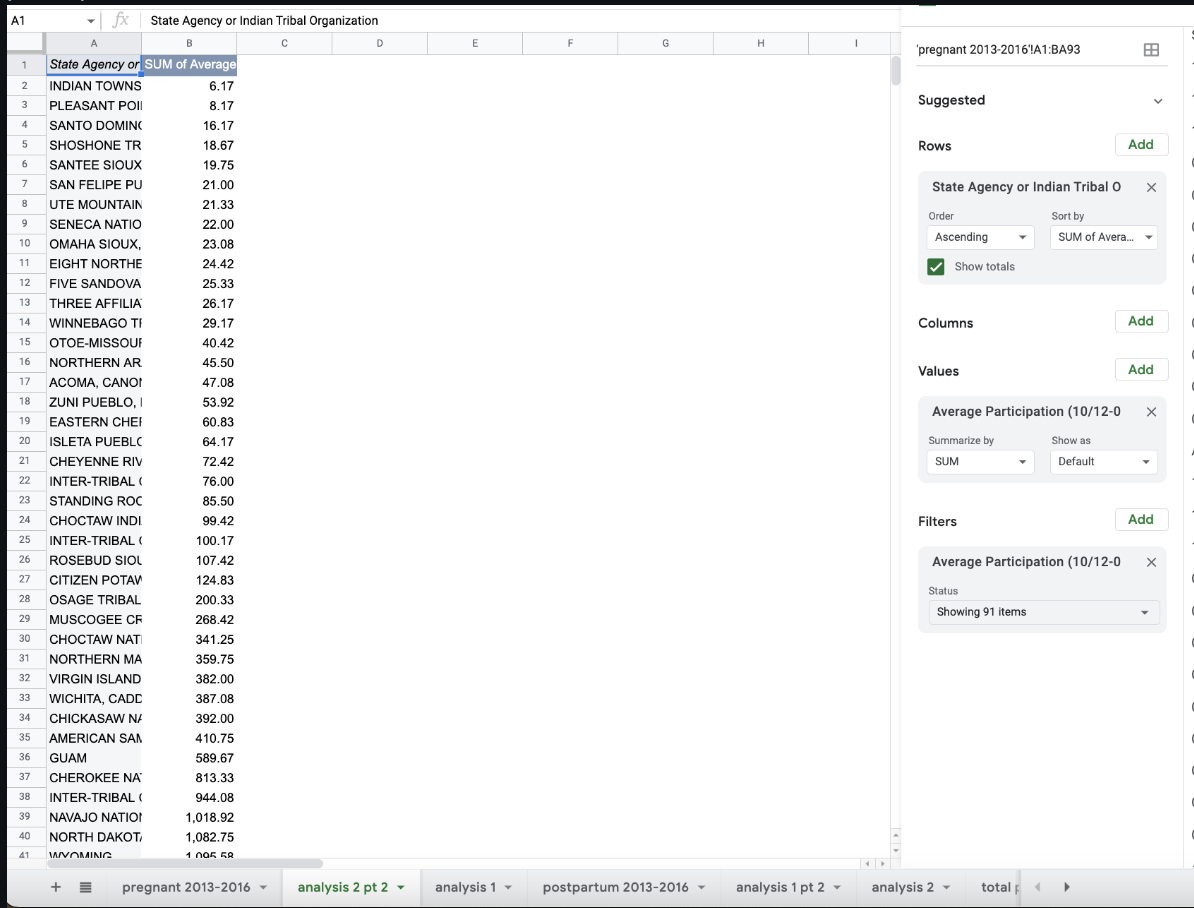 A1 fx State Agency or Indian Tribal Organization
A B C D E F G H I
1 State Agency or SUM of Average
2 INDIAN TOWNS 6.17
3 PLEASANT POI 8.17
4 SANTO DOMING 16.17
5 SHOSHONE TR 18.67
6 SANTEE SIOUX 19.75
7 SAN FELIPE PU 21.00
8 UTE MOUNTAIN 21.33
9 SENECA NATIO 22.00
10 OMAHA SIOUX, 23.08
11 EIGHT NORTHE 24.42
12 FIVE SANDOVA 25.33
13 THREE AFFILIA 26.17
14 WINNEBAGO TR 29.17
15 OTOE-MISSOUR 40.42
16 NORTHERN AR 45.50
17 ACOMA, CANON 47.08
18 ZUNI PUEBLO, 53.92
19 EASTERN CHER 60.83
20 ISLETA PUEBLO 64.17
21 CHEYENNE RIV 72.42
22 INTER-TRIBAL 76.00
23 STANDING ROC 85.50
24 CHOCTAW INDI 99.42
25 INTER-TRIBAL 100.17
26 ROSEBUD SIOU 107.42
27 CITIZEN POTAW 124.83
28 OSAGE TRIBAL 200.33
29 MUSCOGEE CR 268.42
30 CHOCTAW NATI 341.25
31 NORTHERN MA 359.75
32 VIRGIN ISLAND 382.00
33 WICHITA, CADD 387.08
34 CHICKASAW NA 392.00
35 AMERICAN SAM 410.75
36 GUAM 589.67
37 CHEROKEE NAT 813.33
38 INTER-TRIBAL 944.08
39 NAVAJO NATION 1,018.92
40 NORTH DAKOTA 1,082.75
41 WYOMING 1,095.58
'pregnant 2013-2016'!A1:BA93
Suggested
Rows Add
State Agency or Indian Tribal O
Order Sort by
Ascending SUM of Avera...
Show totals
Columns Add
Values Add
Average Participation (10/12-0
Summarize by Show as
SUM Default
Filters Add
Average Participation (10/12-0
Status
Showing 91 items
+ pregnant 2013-2016 analysis 2 pt 2 analysis 1 postpartum 2013-2016 analysis 1 pt 2 analysis 2 total